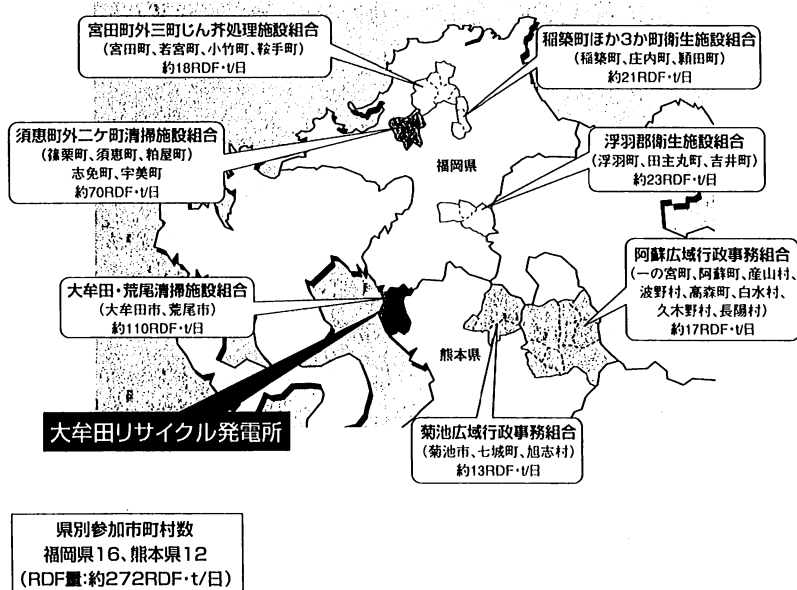 宮田町外三町じん芥処理施設組合
(宮田町、若宮町、小竹町、鞍手町)
約18RDF・t/日
稲築町ほか3か町衛生施設組合
(稲築町、庄内町、頴田町)
約21RDF・t/日
須恵町外二ケ町清掃施設組合
(篠栗町、須恵町、粕屋町)
志免町、宇美町
約70RDF・t/日
福岡県
浮羽郡衛生施設組合
(浮羽町、田主丸町、吉井町)
約23RDF・t/日
大牟田・荒尾清掃施設組合
(大牟田市、荒尾市)
約110RDF・t/日
阿蘇広域行政事務組合
(一の宮町、阿蘇町、産山村、
波野村、高森町、白水村、
久木野村、長陽村)
約17RDF・t/日
熊本県
大牟田リサイクル発電所
菊池広域行政事務組合
(菊池市、七城町、旭志村)
約13RDF・t/日
県別参加市町村数
福岡県16、熊本県12
(RDF量:約272RDF・t/日)